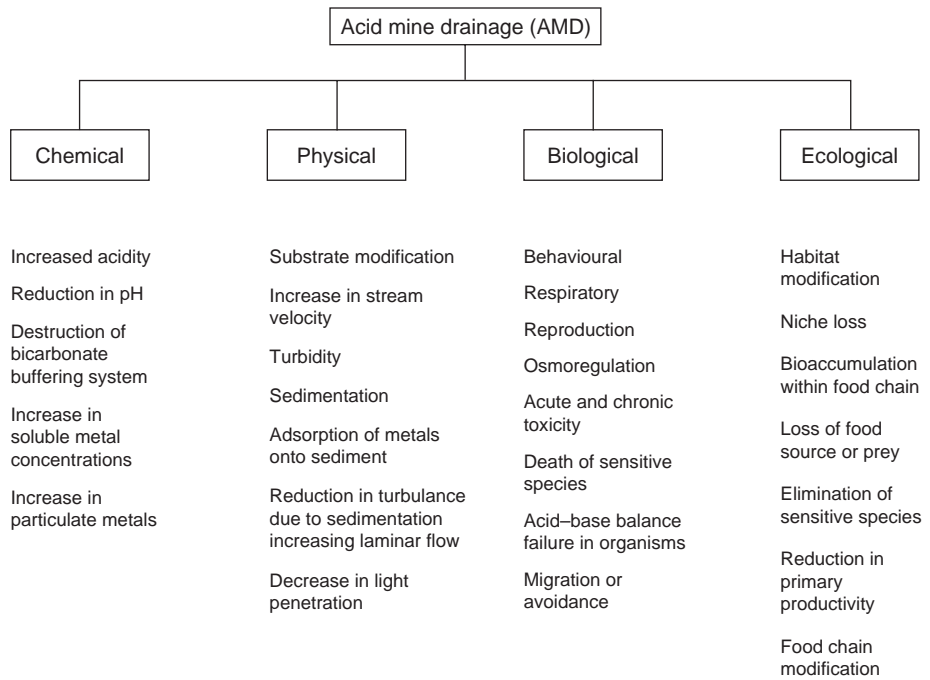 Acid mine drainage (AMD)
Chemical
Physical
Biological
Ecological
Increased acidity
Reduction in pH
Destruction of
bicarbonate
buffering system
Increase in
soluble metal
concentrations
Increase in
particulate metals
Substrate modification
Increase in stream
velocity
Turbidity
Sedimentation
Adsorption of metals
onto sediment
Reduction in turbulance
due to sedimentation
increasing laminar flow
Decrease in light
penetration
Behavioural
Respiratory
Reproduction
Osmoregulation
Acute and chronic
toxicity
Death of sensitive
species
Acid–base balance
failure in organisms
Migration or
avoidance
Habitat
modification
Niche loss
Bioaccumulation
within food chain
Loss of food
source or prey
Elimination of
sensitive species
Reduction in
primary
productivity
Food chain
modification